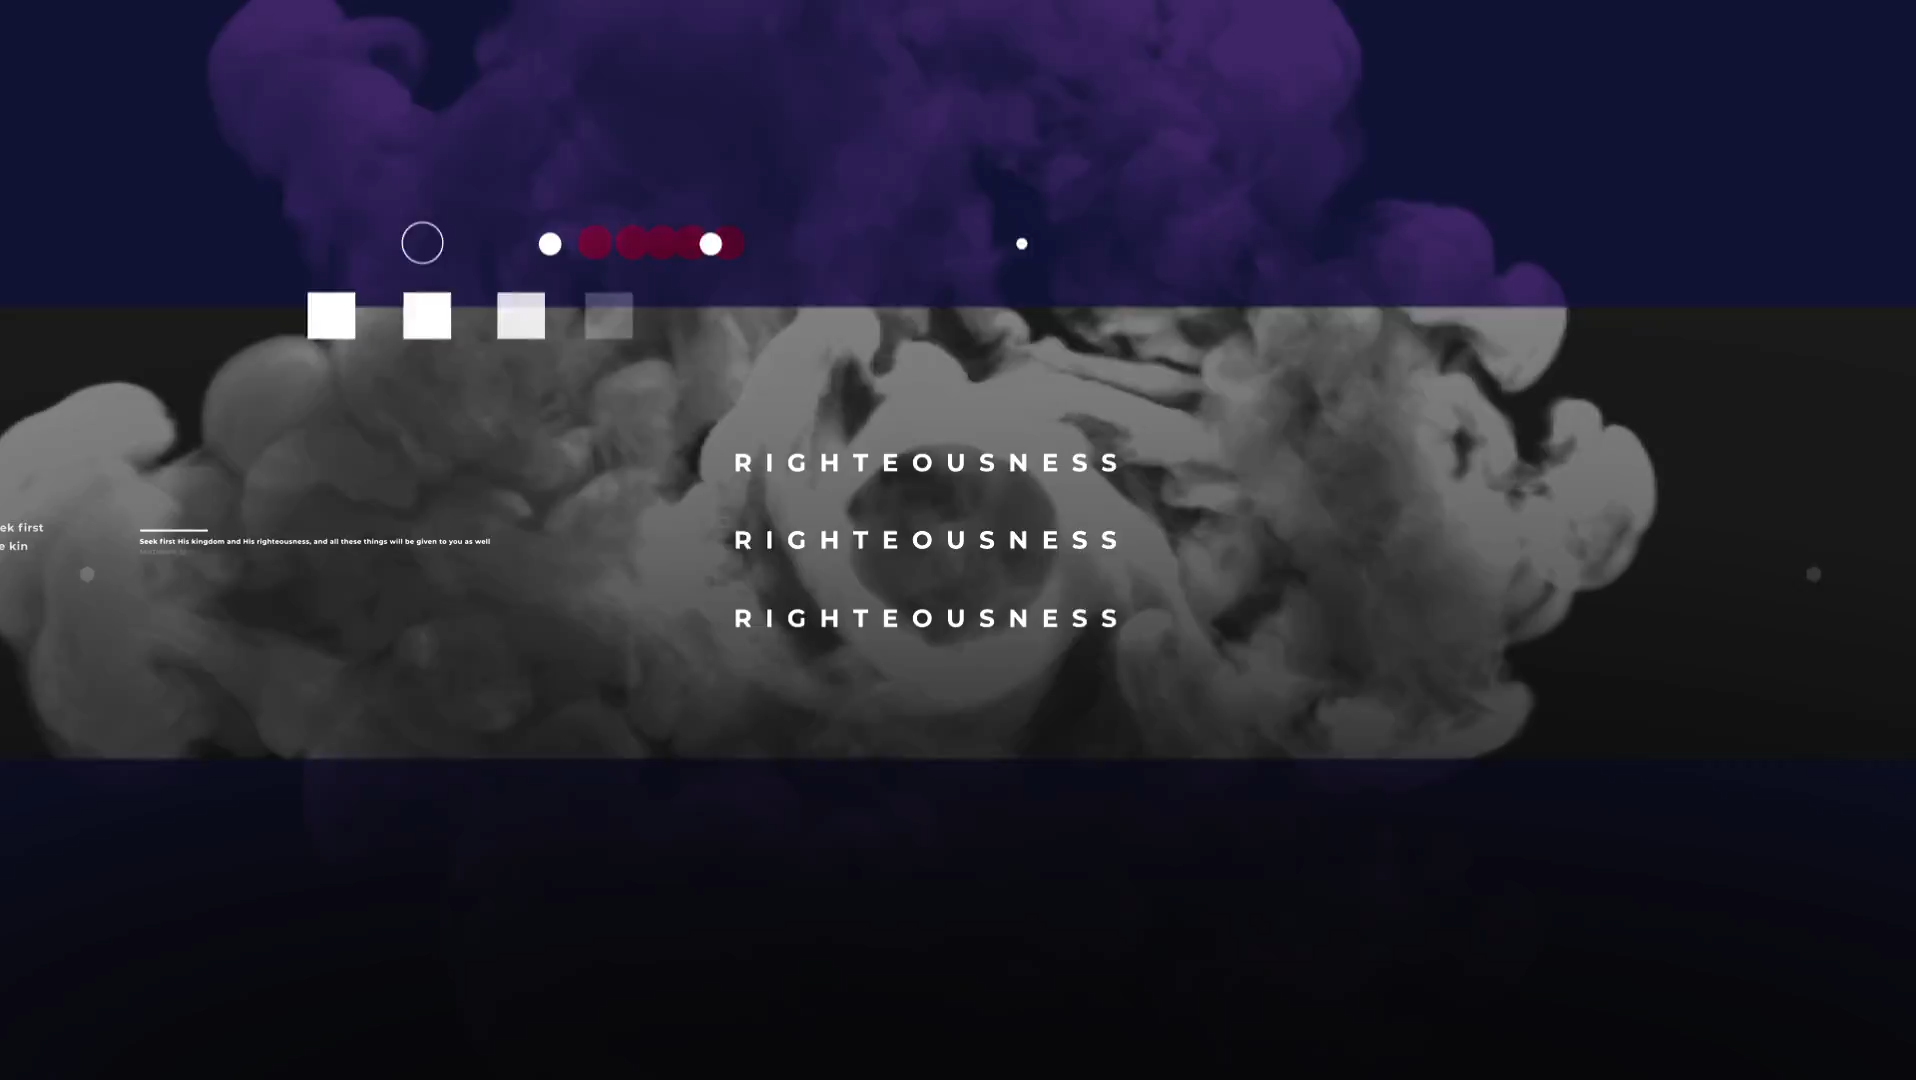 RIGHTEOUSNESS
RIGHTEOUSNESS
RIGHTEOUSNESS
ek first
e kin
Seek first His kingdom and His righteousness, and all these things will be given to you as well